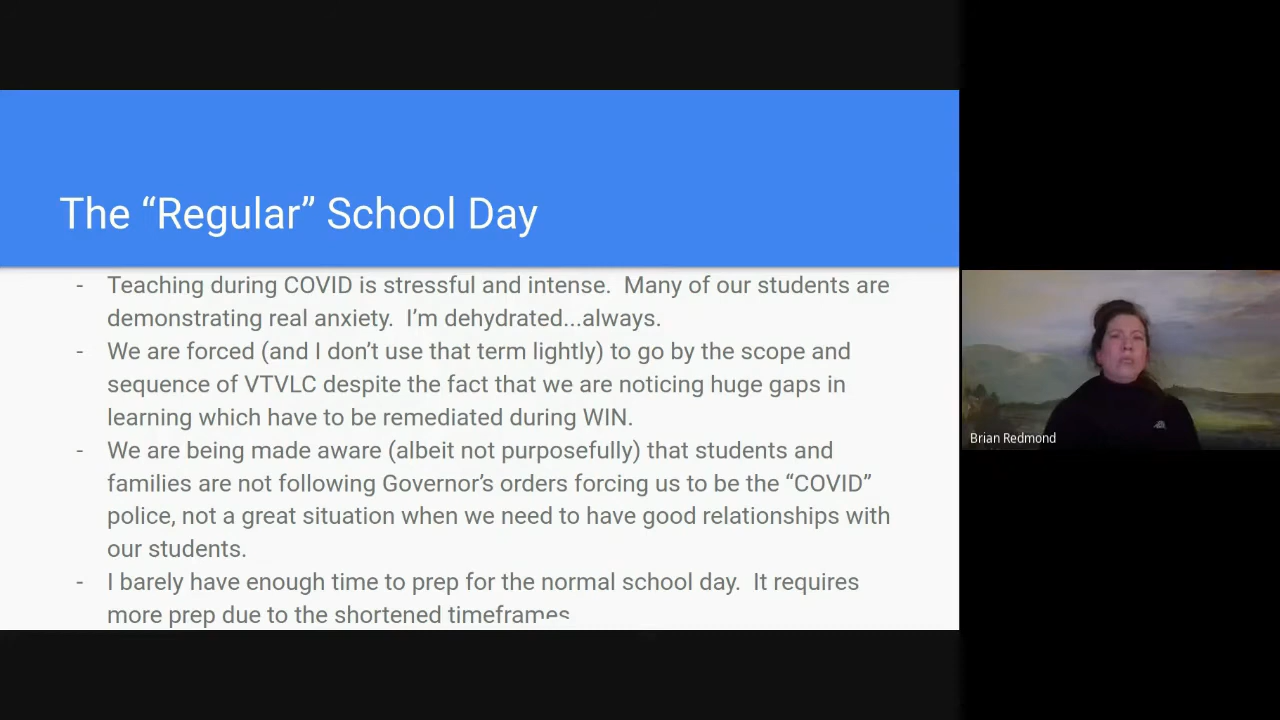 The “Regular” School Day
- Teaching during COVID is stressful and intense.  Many of our students are
demonstrating real anxiety.  I’m dehydrated...always.
- We are forced (and I don’t use that term lightly) to go by the scope and
sequence of VTVLC despite the fact that we are noticing huge gaps in
learning which have to be remediated during WIN.
- We are being made aware (albeit not purposefully) that students and
families are not following Governor’s orders forcing us to be the “COVID”
police, not a great situation when we need to have good relationships with
our students.
- I barely have enough time to prep for the normal school day.  It requires
more prep due to the shortened timeframes
Brian Redmond